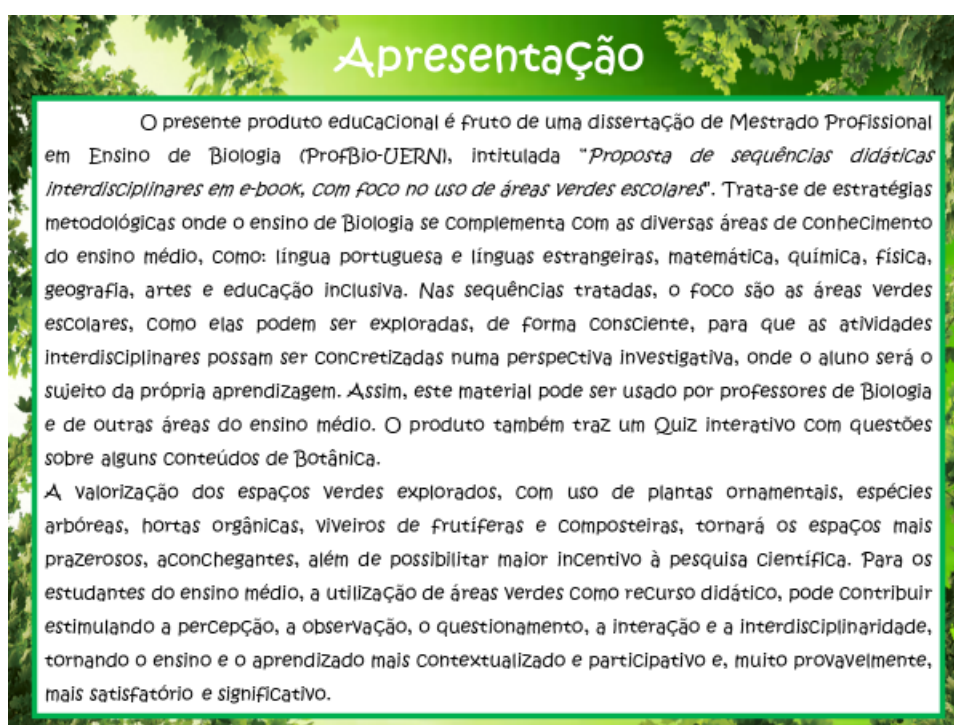 Apresentação
O presente produto educacional é fruto de uma dissertação de Mestrado Profissional
em Ensino de Biologia (ProfBio-UERN), intitulada "Proposta de sequências didáticas
interdisciplinares em e-book, com foco no uso de áreas verdes escolares". Trata-se de estratégias
metodológicas onde o ensino de Biologia se complementa com as diversas áreas de conhecimento
do ensino médio, como: língua portuguesa e línguas estrangeiras, matemática, química, física,
geografia, artes e educação inclusiva. Nas sequências tratadas, o foco são as áreas verdes
escolares, como elas podem ser exploradas, de forma consciente, para que as atividades
interdisciplinares possam ser concretizadas numa perspectiva investigativa, onde o aluno será o
sujeito da própria aprendizagem. Assim, este material pode ser usado por professores de Biologia
e de outras áreas do ensino médio. O produto também traz um Quiz interativo com questões
sobre alguns conteúdos de Botânica.
A valorização dos espaços verdes explorados, com uso de plantas ornamentais, espécies
arbóreas, hortas orgânicas, viveiros de frutíferas e composteiras, tornará os espaços mais
prazerosos, aconchegantes, além de possibilitar maior incentivo à pesquisa científica. Para os
estudantes do ensino médio, a utilização de áreas verdes como recurso didático, pode contribuir
estimulando a percepção, a observação, o questionamento, a interação e a interdisciplinaridade,
tornando o ensino e o aprendizado mais contextualizado e participativo e, muito provavelmente,
mais satisfatório e significativo.